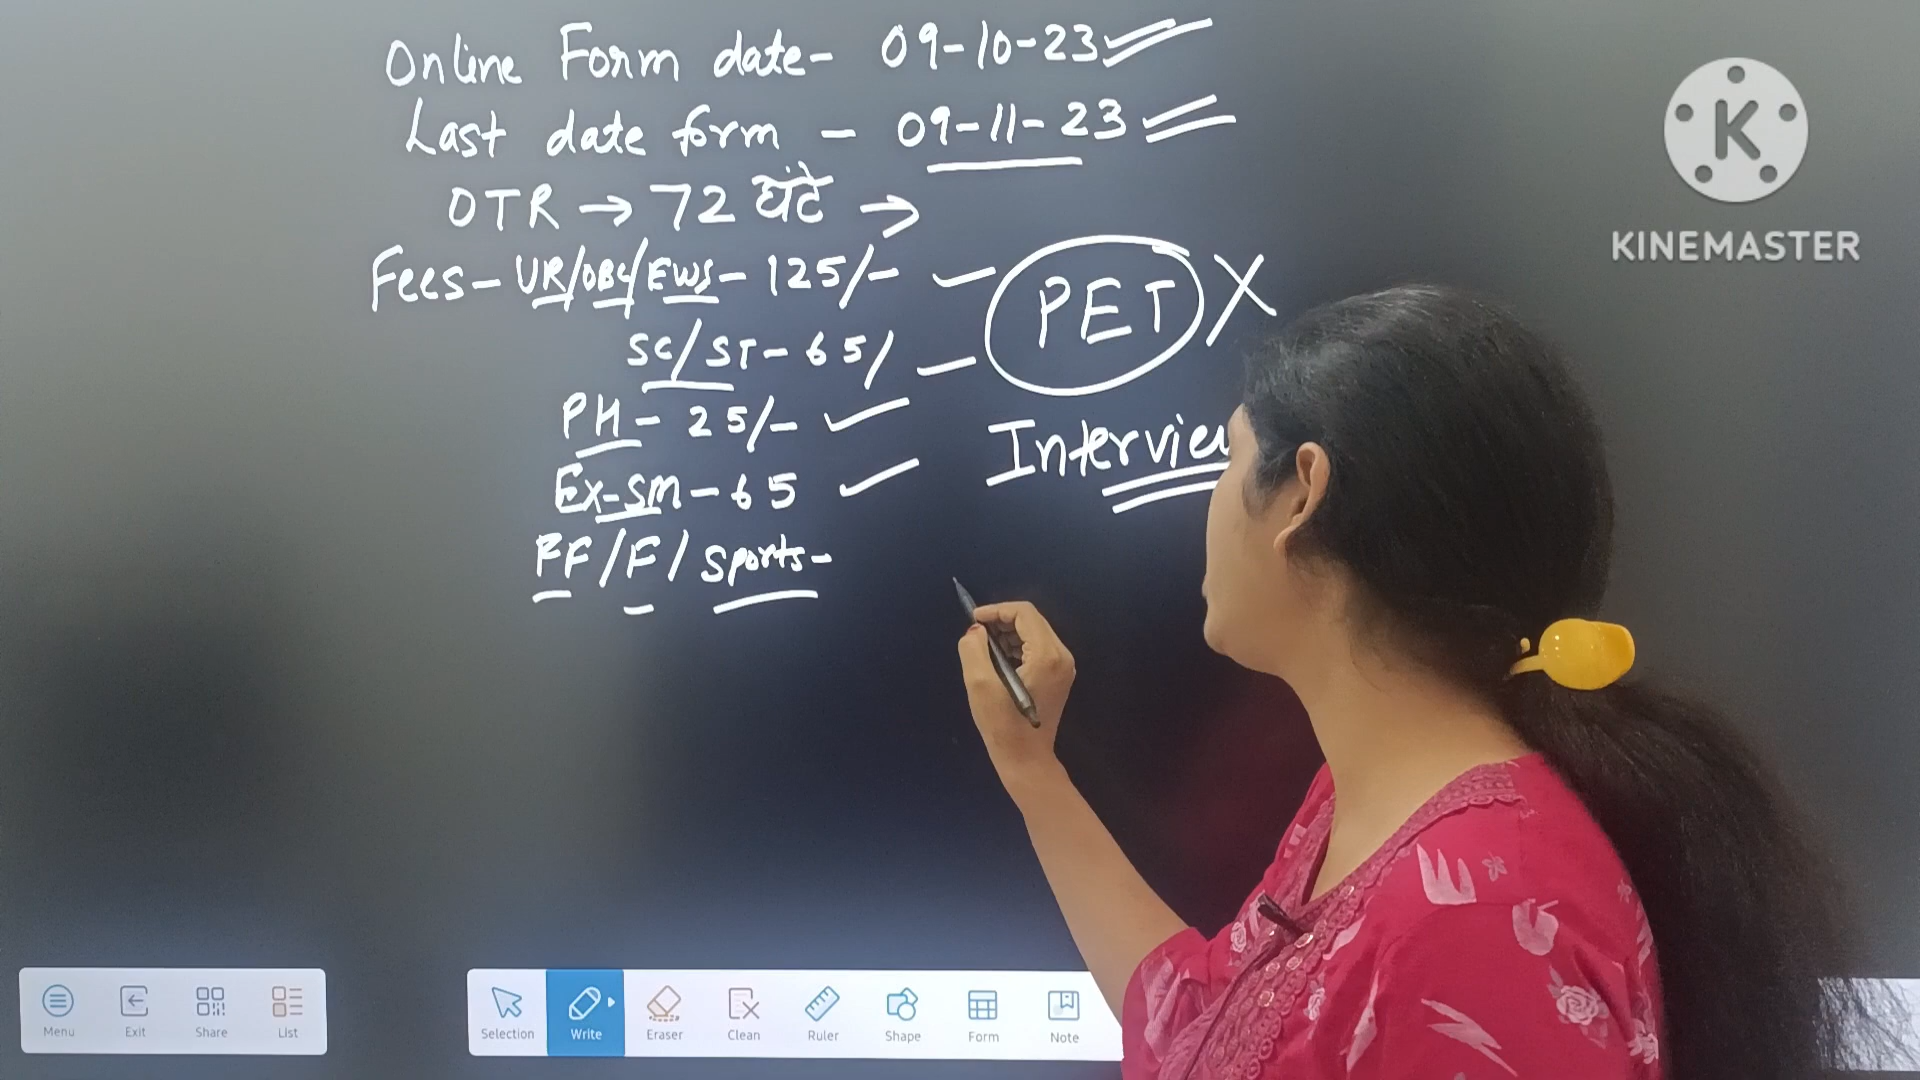 Online Form date- 09-10-23
Last date form - 09-11-23
OTR → 72 घंटे →
Fees- UR/OBC/EWS- 125/-
SC/ST- 65/
PH- 25/-
Ex-SM- 65
FF/F/Sports-
PET X
Interview
K
KINEMASTER
Menu
Exit
Share
List
Selection
Write
Eraser
Clean
Ruler
Shape
Form
Note